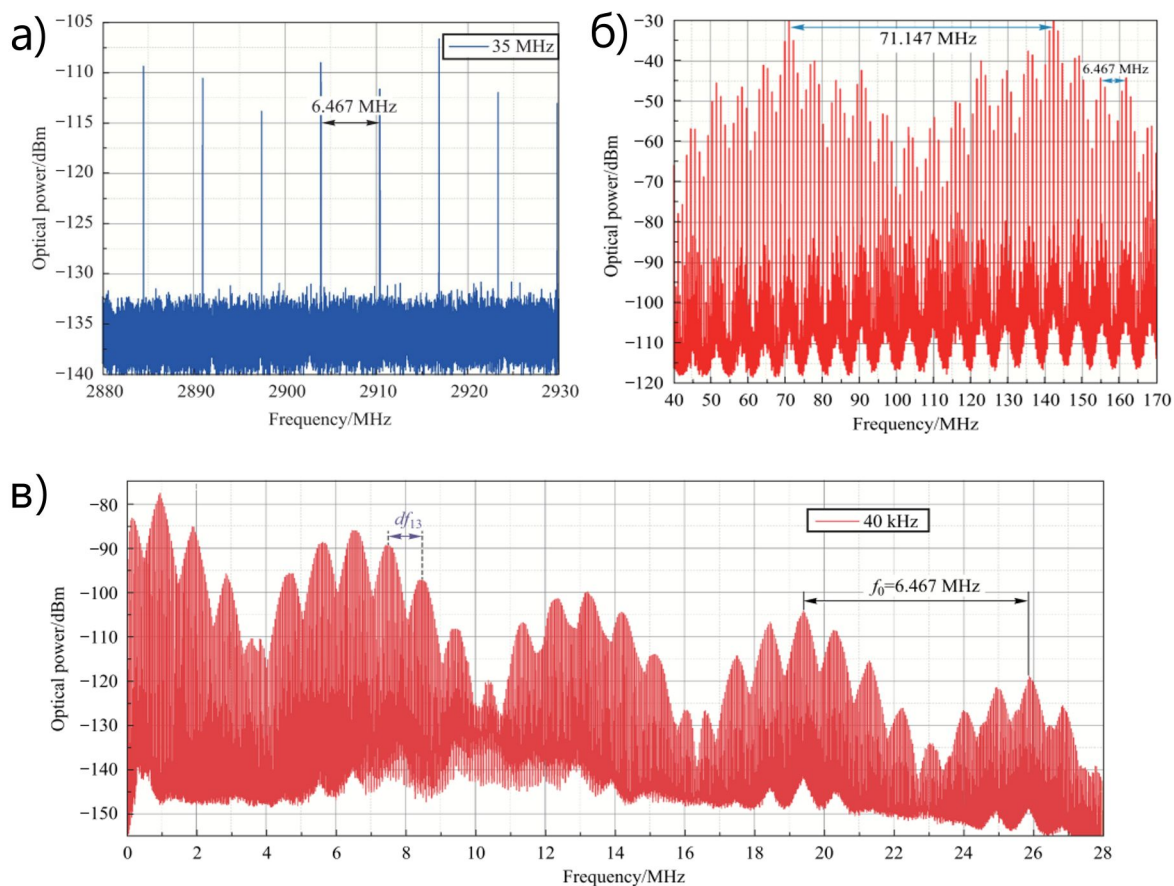 а)
−105
−110
−115
−120
−125
−130
−135
−140
Optical power/dBm
35 MHz
6.467 MHz
2880 2890 2900 2910 2920 2930
Frequency/MHz
б)
−30
−40
−50
−60
−70
−80
−90
−100
−110
−120
Optical power/dBm
71.147 MHz
6.467 MHz
40 50 60 70 80 90 100 110 120 130 140 150 160 170
Frequency/MHz
в)
−80
−90
−100
−110
−120
−130
−140
−150
Optical power/dBm
df13
40 kHz
f0=6.467 MHz
0 2 4 6 8 10 12 14 16 18 20 22 24 26 28
Frequency/MHz